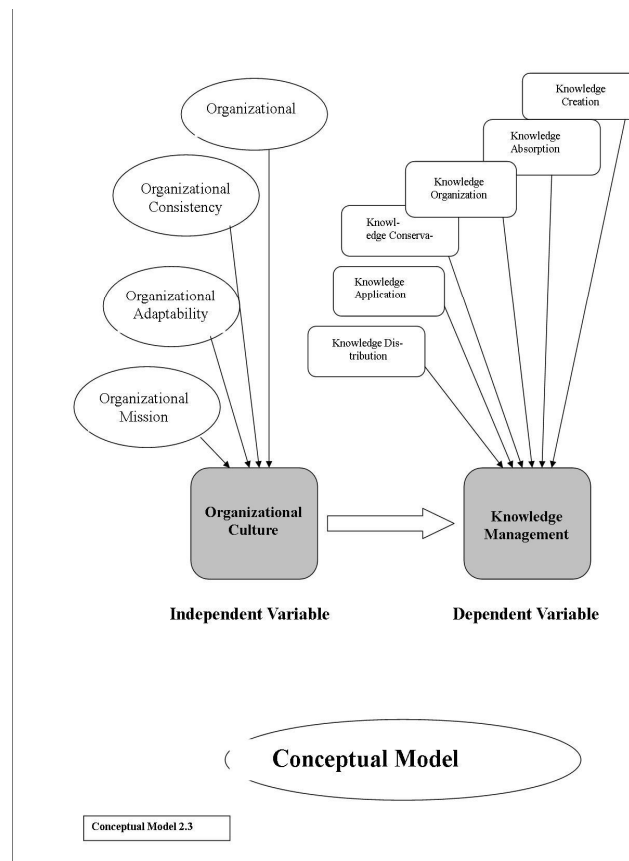 Organizational
Organizational
Consistency
Organizational
Adaptability
Organizational
Mission
Knowledge
Creation
Knowledge
Absorption
Knowledge
Organization
Knowl-
edge Conserva-
Knowledge
Application
Knowledge Dis-
tribution
Organizational
Culture
Knowledge
Management
Independent Variable
Dependent Variable
Conceptual Model
Conceptual Model 2.3